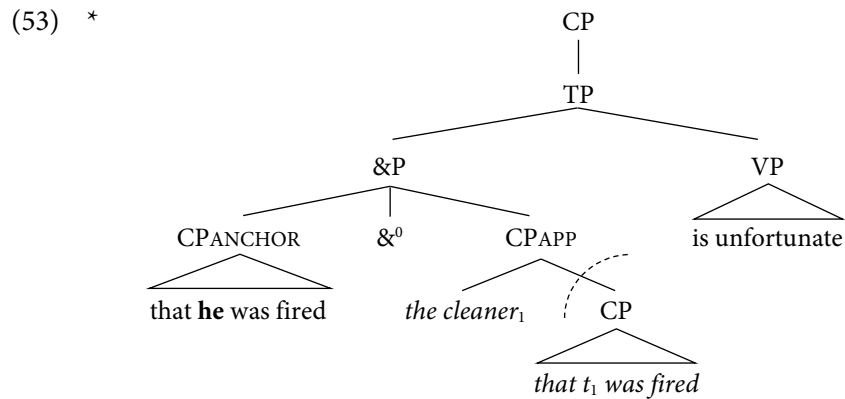 (53) * CP
TP
&P VP
CPANCHOR &⁰ CPAPP is unfortunate
that he was fired the cleaner₁ CP
that t₁ was fired